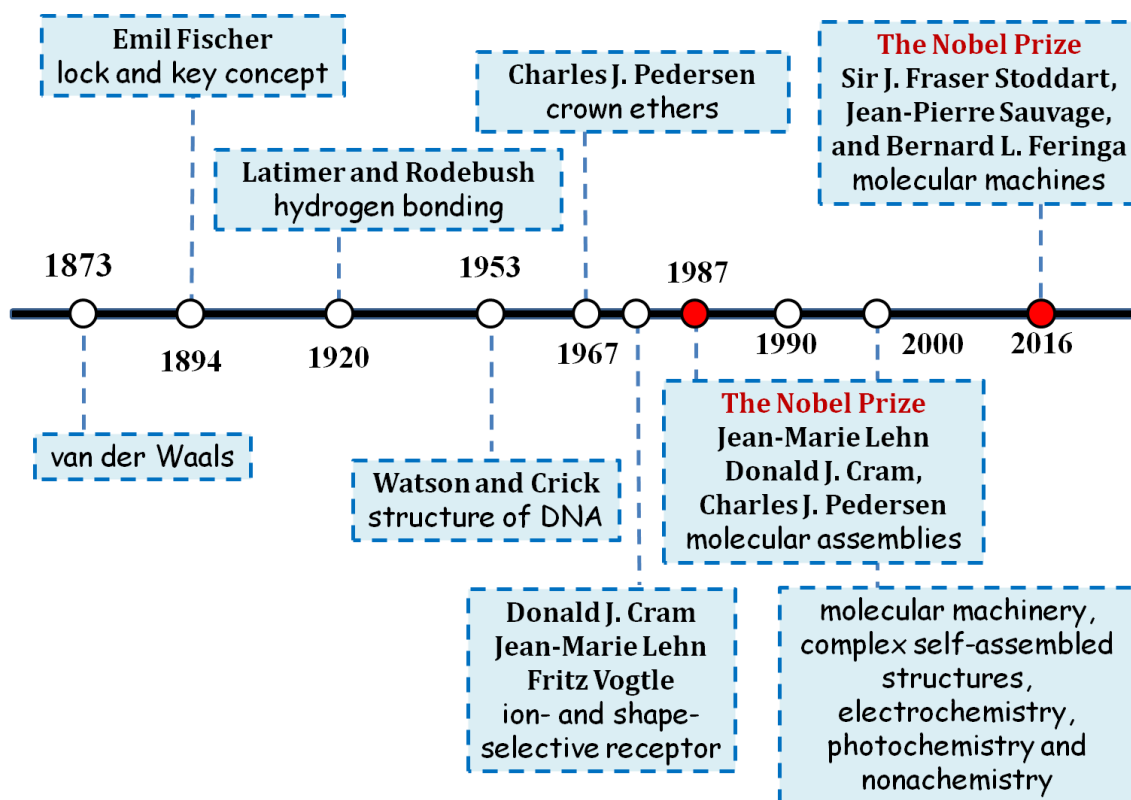 Emil Fischer
lock and key concept
Charles J. Pedersen
crown ethers
The Nobel Prize
Sir J. Fraser Stoddart,
Jean-Pierre Sauvage,
and Bernard L. Feringa
molecular machines
Latimer and Rodebush
hydrogen bonding
1873
1953
1987
1894
1920
1967
1990
2000
2016
van der Waals
Watson and Crick
structure of DNA
The Nobel Prize
Jean-Marie Lehn
Donald J. Cram,
Charles J. Pedersen
molecular assemblies
Donald J. Cram
Jean-Marie Lehn
Fritz Vogtle
ion- and shape-
selective receptor
molecular machinery,
complex self-assembled
structures,
electrochemistry,
photochemistry and
nonachemistry